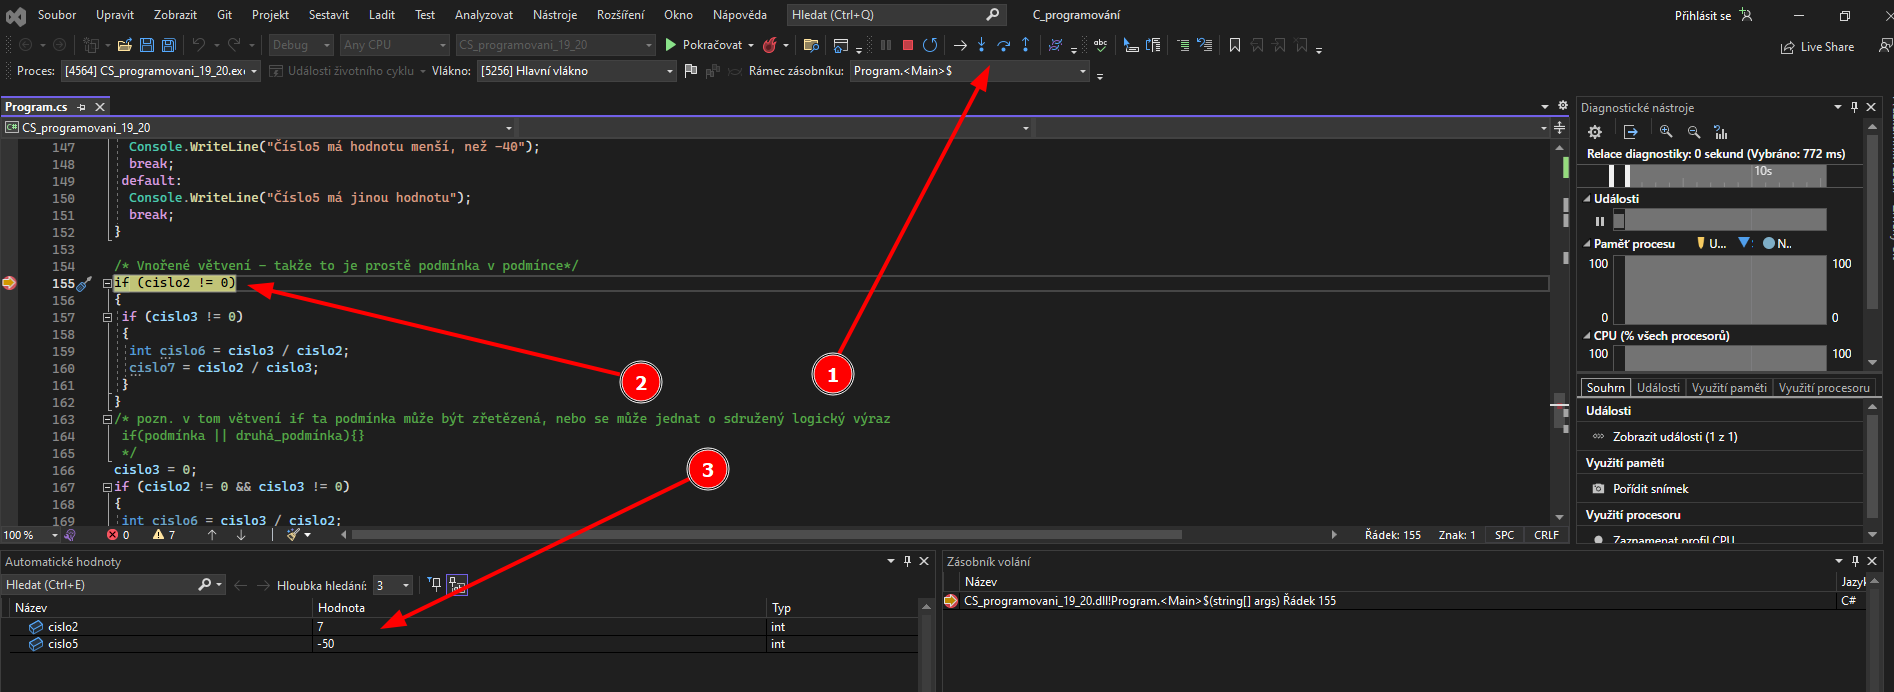 Soubor Upravit Zobrazit Git Projekt Sestavit Ladit Test Analyzovat Nástroje Rozšíření Okno Nápověda Hledat (Ctrl+Q) C_programování Přihlásit se
Debug Any CPU CS_programovani_19_20 Pokračovat Live Share
Proces: [4564] CS_programovani_19_20.exe Události životního cyklu Vlákno: [5256] Hlavní vlákno Rámec zásobníku: Program.<Main>$
Program.cs
CS_programovani_19_20
147 Console.WriteLine("Číslo5 má hodnotu menší, než -40");
148 break;
149 default:
150 Console.WriteLine("Číslo5 má jinou hodnotu");
151 break;
152 }
153
154 /* Vnořené větvení - takže to je prostě podmínka v podmínce*/
155 if (cislo2 != 0)
156 {
157 if (cislo3 != 0)
158 {
159 int cislo6 = cislo3 / cislo2;
160 cislo7 = cislo2 / cislo3;
161 }
162 }
163 /* pozn. v tom větvení if ta podmínka může být zřetězená, nebo se může jednat o sdružený logický výraz
164 if(podmínka || druhá_podmínka){}
165 */
166 cislo3 = 0;
167 if (cislo2 != 0 && cislo3 != 0)
168 {
169 int cislo6 = cislo3 / cislo2;
1
2
3
100 % 0 7 Řádek: 155 Znak: 1 SPC CRLF
Diagnostické nástroje
Relace diagnostiky: 0 sekund (Vybráno: 772 ms)
10s
Události
Paměť procesu U... N..
100 100
0 0
CPU (% všech procesorů)
100 100
Souhrn Události Využití paměti Využití procesoru
Události
Zobrazit události (1 z 1)
Využití paměti
Pořídit snímek
Využití procesoru
Zaznamenat profil CPU
Automatické hodnoty
Hledat (Ctrl+E) Hloubka hledání: 3
Název Hodnota Typ
cislo2 7 int
cislo5 -50 int
Zásobník volání
Název Jazyk
CS_programovani_19_20.dll!Program.<Main>$(string[] args) Řádek 155 C#